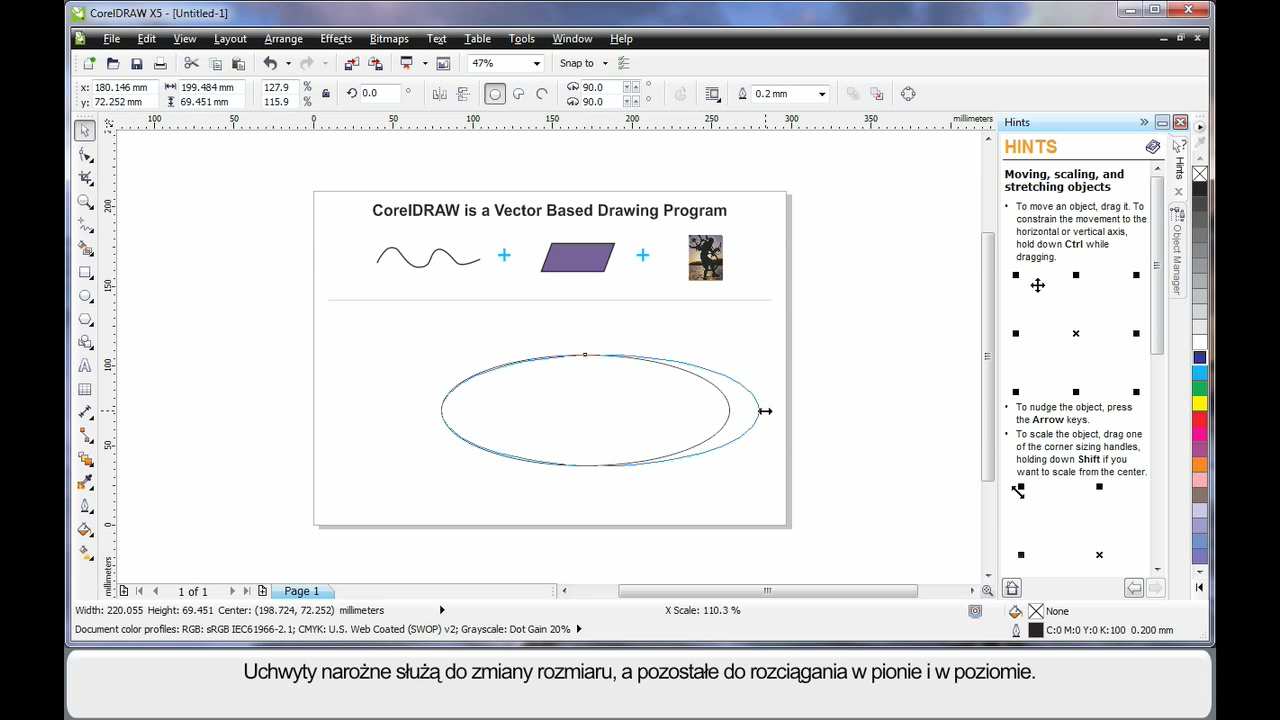 CorelDRAW X5 - [Untitled-1]
File Edit View Layout Arrange Effects Bitmaps Text Table Tools Window Help
47% Snap to
x: 180.146 mm 199.484 mm 127.9 % 0.0 ° 90.0 ° 0.2 mm
y: 72.252 mm 69.451 mm 115.9 % 90.0 °
100 50 0 50 100 150 200 250 300 350 millimeters
200
150
100
50
0
millimeters
CorelDRAW is a Vector Based Drawing Program
+ +
Hints
HINTS
Moving, scaling, and
stretching objects
• To move an object, drag it. To
constrain the movement to the
horizontal or vertical axis,
hold down Ctrl while
dragging.
• To nudge the object, press
the Arrow keys.
• To scale the object, drag one
of the corner sizing handles,
holding down Shift if you
want to scale from the center.
Hints
Object Manager
1 of 1 Page 1
Width: 220.055 Height: 69.451 Center: (198.724, 72.252) millimeters X Scale: 110.3 % None
Document color profiles: RGB: sRGB IEC61966-2.1; CMYK: U.S. Web Coated (SWOP) v2; Grayscale: Dot Gain 20% C:0 M:0 Y:0 K:100 0.200 mm
Uchwyty narożne służą do zmiany rozmiaru, a pozostałe do rozciągania w pionie i w poziomie.